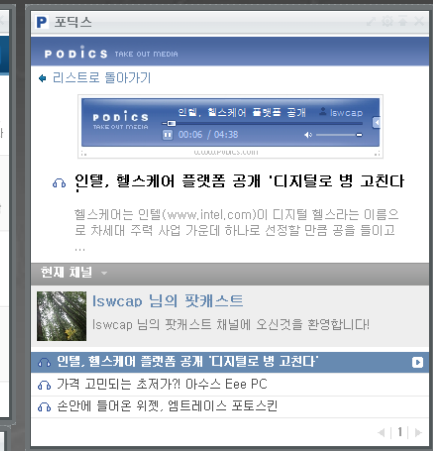 P 포딕스
PODICS TAKE OUT MEDIA
리스트로 돌아가기
PODICS 인텔, 헬스케어 플랫폼 공개 lswcap
TAKE OUT MEDIA
00:06 / 04:38
www.PODICS.com
인텔, 헬스케어 플랫폼 공개 '디지털로 병 고친다
헬스케어는 인텔(www.intel.com)이 디지털 헬스라는 이름으
로 차세대 주력 사업 가운데 하나로 선정할 만큼 공을 들이고
...
현재 채널
lswcap 님의 팟캐스트
lswcap 님의 팟캐스트 채널에 오신것을 환영합니다!
인텔, 헬스케어 플랫폼 공개 '디지털로 병 고친다'
가격 고민되는 초저가?! 아수스 Eee PC
손안에 들어온 위젯, 엠트레이스 포토스킨
1